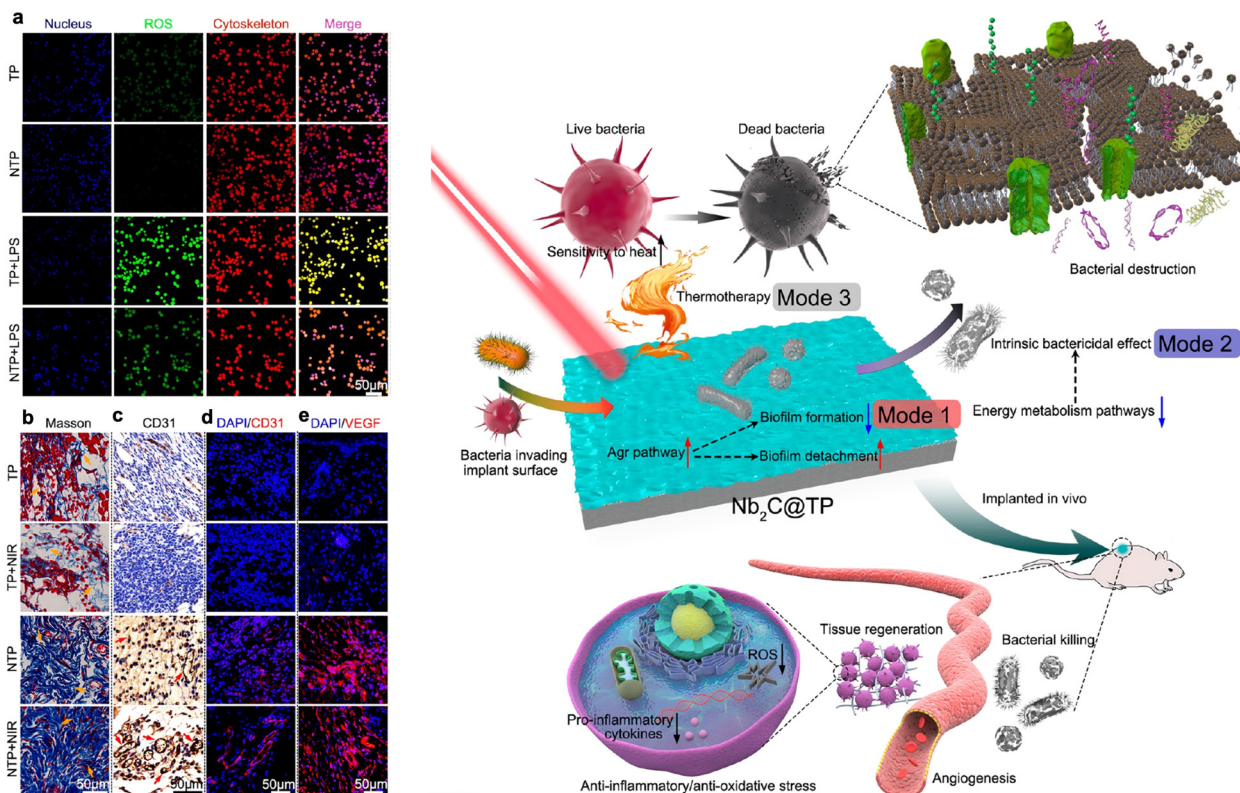 a
Nucleus ROS Cytoskeleton Merge
TP
NTP
TP+LPS
NTP+LPS
50μm
b Masson c CD31 d DAPI/CD31 e DAPI/VEGF
TP
TP+NIR
NTP
NTP+NIR
50μm 50μm 50μm 50μm
Live bacteria
Dead bacteria
Sensitivity to heat
Bacterial destruction
Thermotherapy Mode 3
Intrinsic bactericidal effect Mode 2
Energy metabolism pathways
Biofilm formation Mode 1
Agr pathway
Biofilm detachment
Bacteria invading
implant surface
Nb₂C@TP
Implanted in vivo
Tissue regeneration
Bacterial killing
ROS
Pro-inflammatory
cytokines
Anti-inflammatory/anti-oxidative stress
Angiogenesis